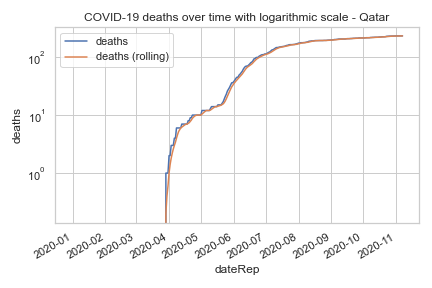 COVID-19 deaths over time with logarithmic scale - Qatar
deaths
deaths (rolling)
deaths
10²
10¹
10⁰
2020-01
2020-02
2020-03
2020-04
2020-05
2020-06
2020-07
2020-08
2020-09
2020-10
2020-11
dateRep